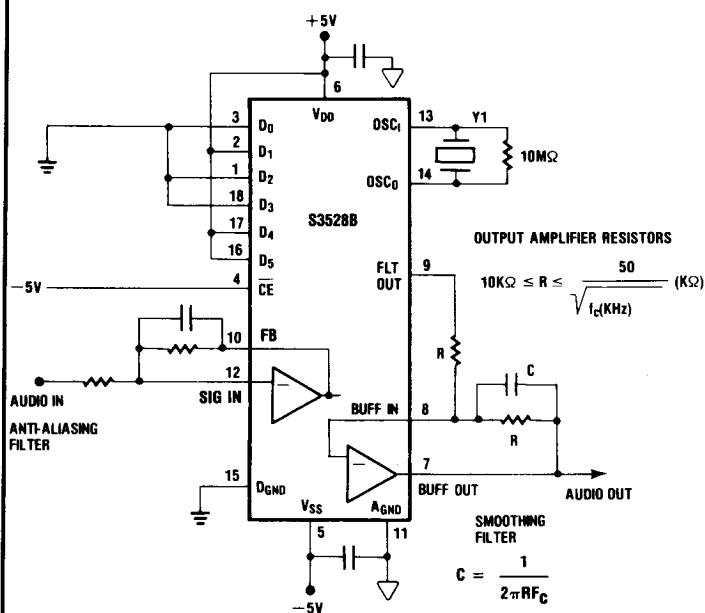 +5V
6
VDD
3 D0
2 D1
1 D2
18 D3
17 D4
16 D5
4 CE
-5V
S3528B
OSCI 13
Y1
10MΩ
OSCO 14
OUTPUT AMPLIFIER RESISTORS
10KΩ ≤ R ≤ 50 / √fc(KHz) (KΩ)
FLT OUT 9
R
10 FB
12
SIG IN
AUDIO IN
ANTI-ALIASING
FILTER
C
BUFF IN 8
R
7
BUFF OUT
AUDIO OUT
15 DGND
VSS
AGND
5
11
SMOOTHING
FILTER
C = 1 / 2πRFC
-5V